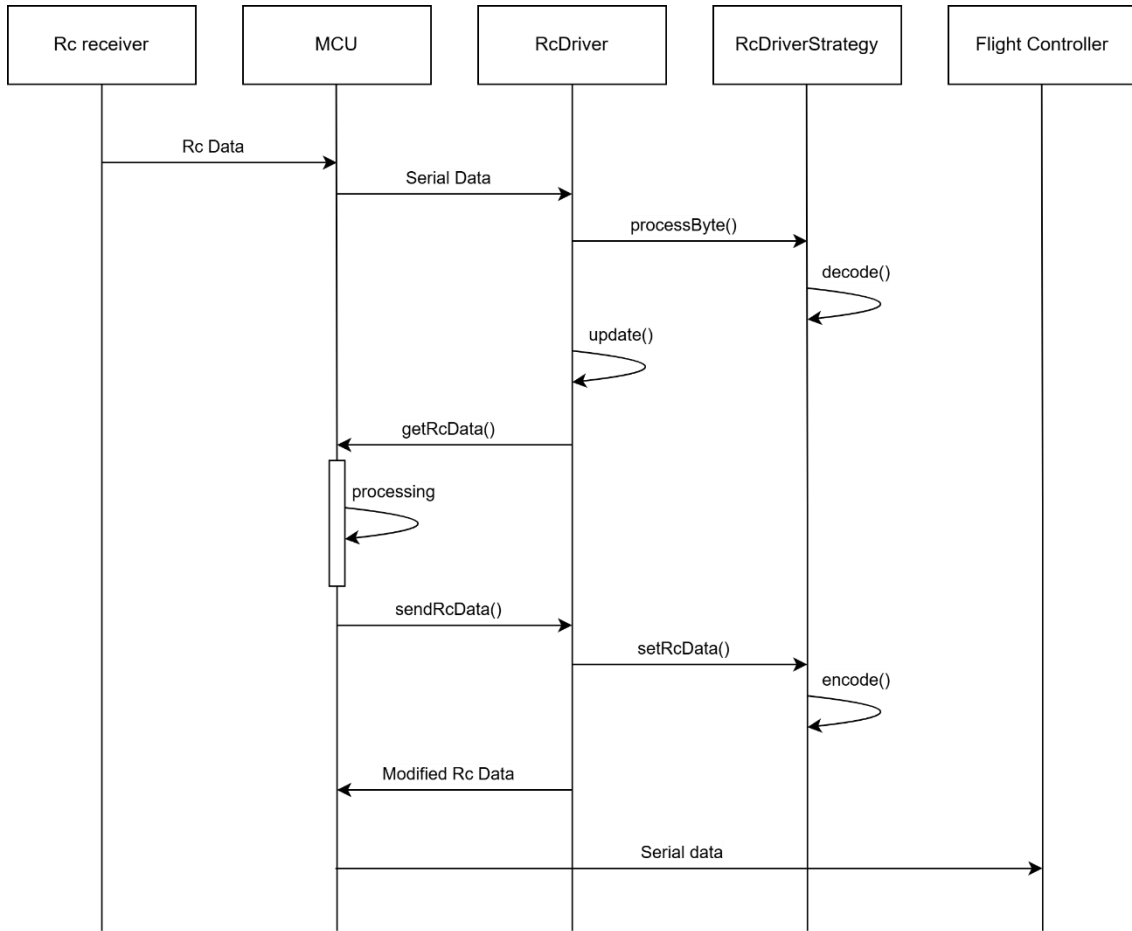 Rc receiver
MCU
RcDriver
RcDriverStrategy
Flight Controller
Rc Data
Serial Data
processByte()
decode()
update()
getRcData()
processing
sendRcData()
setRcData()
encode()
Modified Rc Data
Serial data